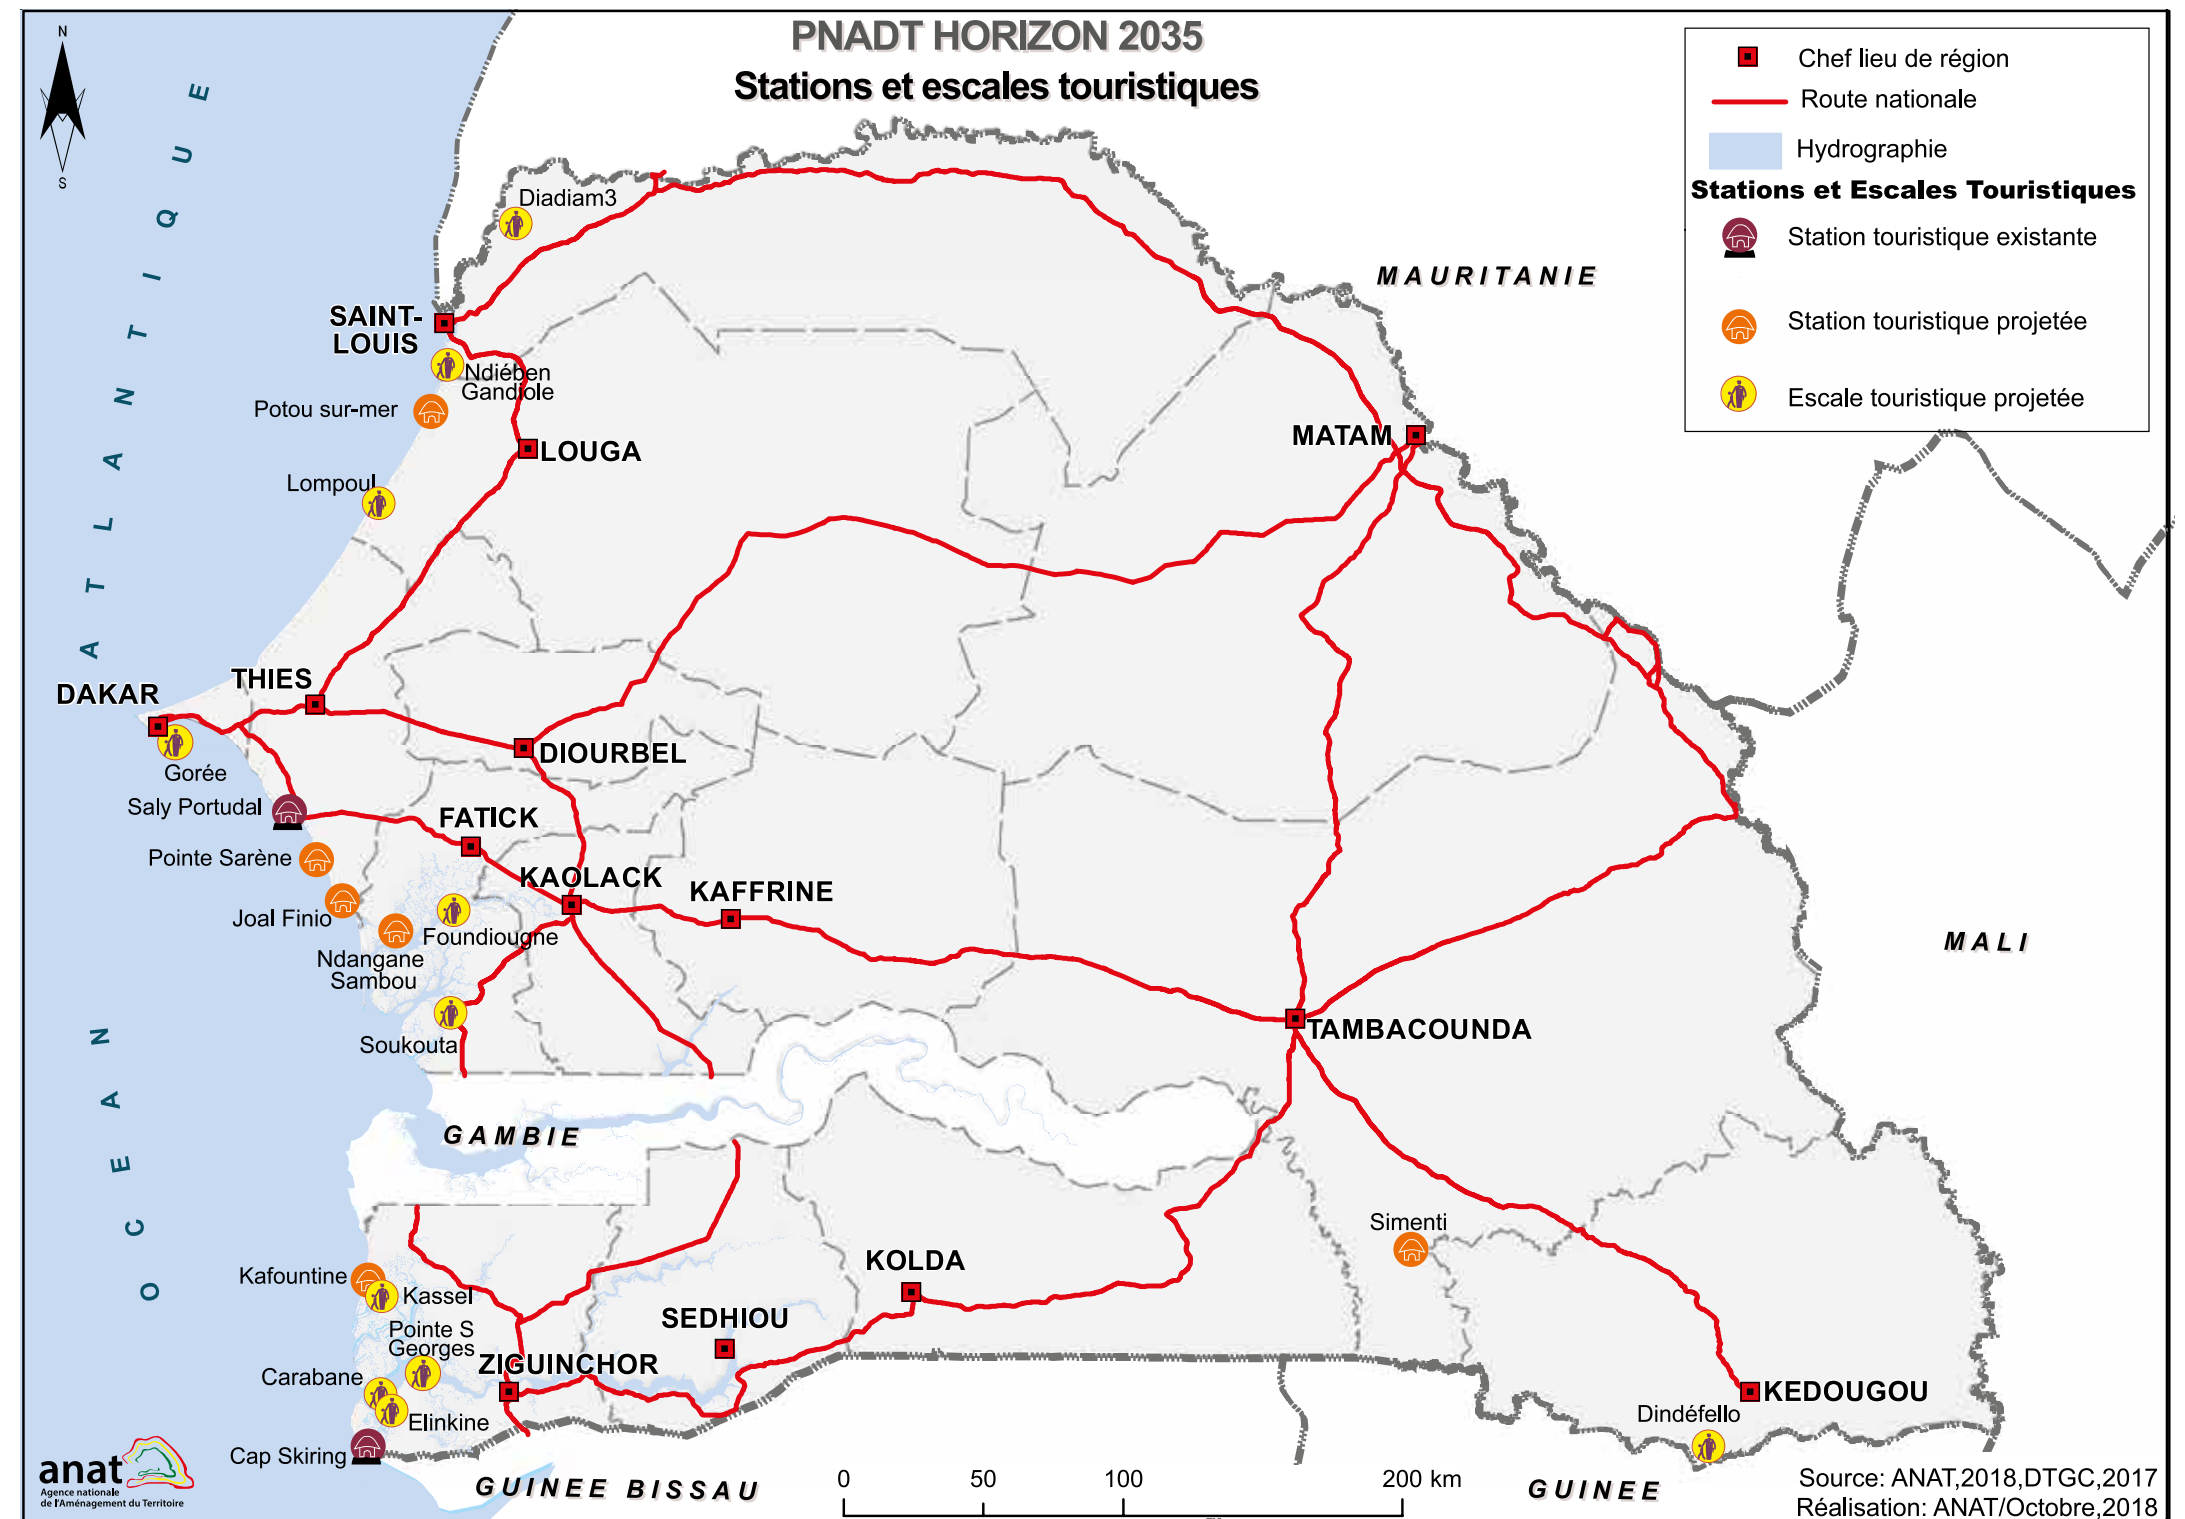 PNADT HORIZON 2035
Stations et escales touristiques
N
S
Chef lieu de région
Route nationale
Hydrographie
Stations et Escales Touristiques
Station touristique existante
Station touristique projetée
Escale touristique projetée
OCEAN ATLANTIQUE
MAURITANIE
MALI
GAMBIE
GUINEE BISSAU
GUINEE
Diadiam3
SAINT-
LOUIS
Ndiében
Gandiole
Potou sur-mer
LOUGA
MATAM
Lompoul
THIES
DAKAR
Gorée
DIOURBEL
Saly Portudal
FATICK
Pointe Sarène
KAOLACK
KAFFRINE
Joal Finio
Foundiougne
Ndangane
Sambou
Soukouta
TAMBACOUNDA
Simenti
Kafountine
Kassel
KOLDA
SEDHIOU
Pointe S
Georges
ZIGUINCHOR
Carabane
Elinkine
KEDOUGOU
Dindéfello
Cap Skiring
anat
Agence nationale
de l'Aménagement du Territoire
0 50 100 200 km
Source: ANAT,2018,DTGC,2017
Réalisation: ANAT/Octobre,2018